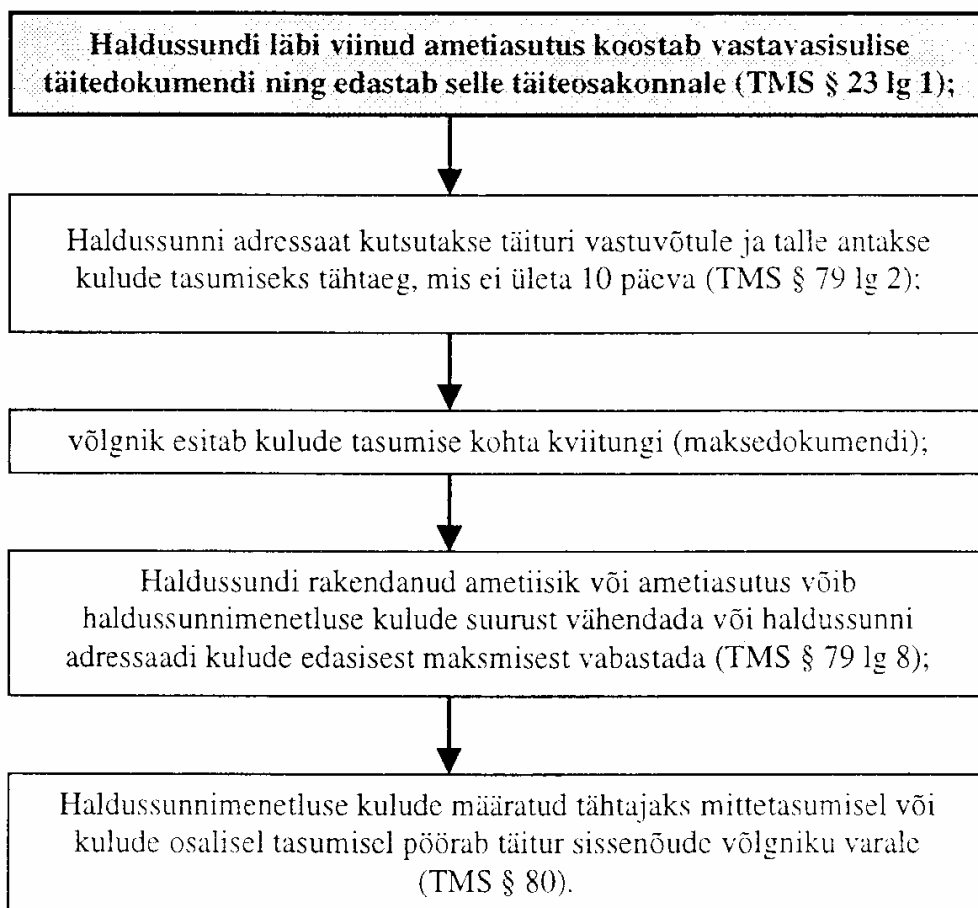 Haldussundi läbi viinud ametiasutus koostab vastavasisulise
täitedokumendi ning edastab selle täiteosakonnale (TMS § 23 lg 1);
Haldussunni adressaat kutsutakse täituri vastuvõtule ja talle antakse
kulude tasumiseks tähtaeg, mis ei ületa 10 päeva (TMS § 79 lg 2);
võlgnik esitab kulude tasumise kohta kviitungi (maksedokumendi);
Haldussundi rakendanud ametiisik või ametiasutus võib
haldussunnimenetluse kulude suurust vähendada või haldussunni
adressaadi kulude edasisest maksmisest vabastada (TMS § 79 lg 8);
Haldussunnimenetluse kulude määratud tähtajaks mittetasumisel või
kulude osalisel tasumisel pöörab täitur sissenõude võlgniku varale
(TMS § 80).